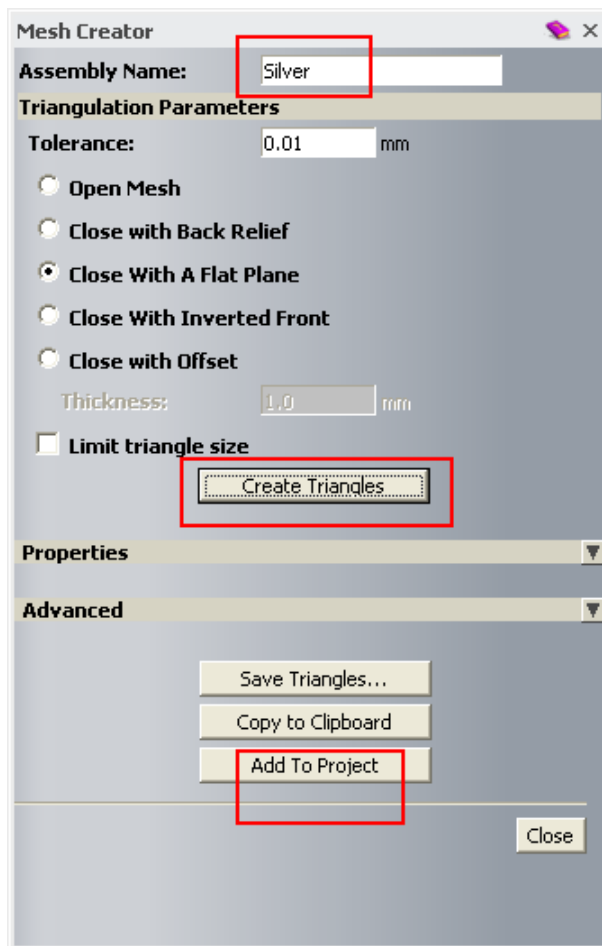 Mesh Creator
Assembly Name: Silver
Triangulation Parameters
Tolerance: 0.01 mm
Open Mesh
Close with Back Relief
Close With A Flat Plane
Close With Inverted Front
Close with Offset
Thickness: 1.0 mm
Limit triangle size
Create Triangles
Properties
Advanced
Save Triangles...
Copy to Clipboard
Add To Project
Close